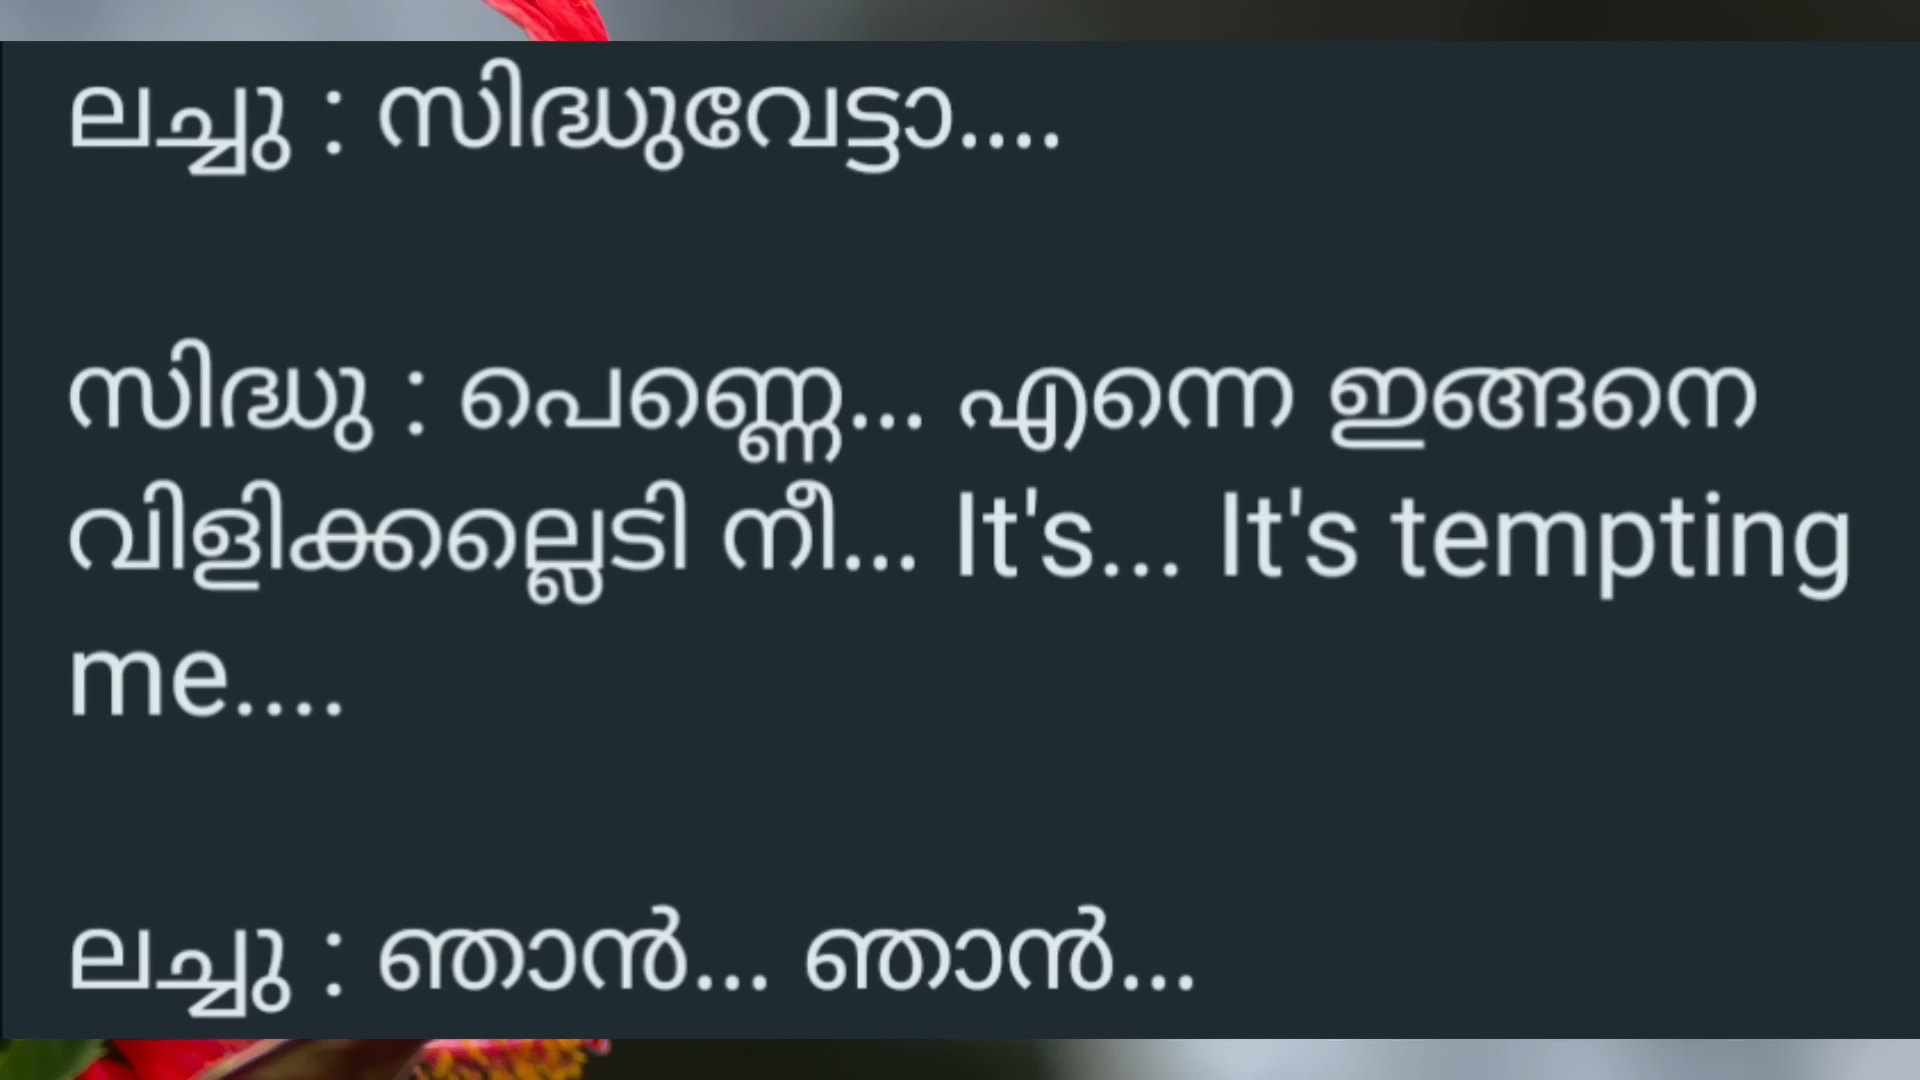 ലച്ചു : സിദ്ധുവേട്ടാ....
സിദ്ധു : പെണ്ണെ... എന്നെ ഇങ്ങനെ
വിളിക്കല്ലെടി നീ... It's... It's tempting
me....
ലച്ചു : ഞാൻ... ഞാൻ...